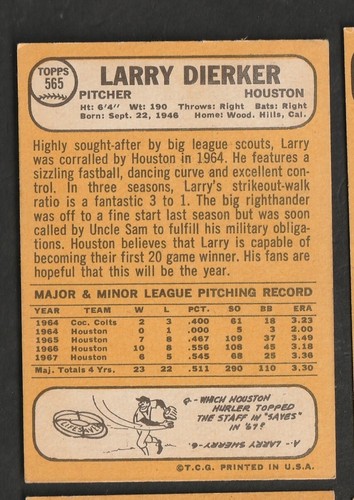 TOPPS
565
LARRY DIERKER
PITCHER HOUSTON
Ht: 6'4" Wt: 190 Throws: Right Bats: Right
Born: Sept. 22, 1946 Home: Wood. Hills, Cal.
Highly sought-after by big league scouts, Larry
was corralled by Houston in 1964. He features a
sizzling fastball, dancing curve and excellent con-
trol. In three seasons, Larry's strikeout-walk
ratio is a fantastic 3 to 1. The big righthander
was off to a fine start last season but was soon
called by Uncle Sam to fulfill his military obliga-
tions. Houston believes that Larry is capable of
becoming their first 20 game winner. His fans are
hopeful that this will be the year.
MAJOR & MINOR LEAGUE PITCHING RECORD
YEAR TEAM W L PCT. SO BB ERA
1964 Coc. Colts 2 3 .400 61 18 3.23
1964 Houston 0 1 .000 5 3 2.00
1965 Houston 7 8 .467 109 37 3.49
1966 Houston 10 8 .556 108 45 3.18
1967 Houston 6 5 .545 68 25 3.36
Maj. Totals 4 Yrs. 23 22 .511 290 110 3.30
Q-WHICH HOUSTON
HURLER TOPPED
THE STAFF IN "SAVES"
IN '67?
A-LARRY SHERRY-6.
©T.C.G. PRINTED IN U.S.A.